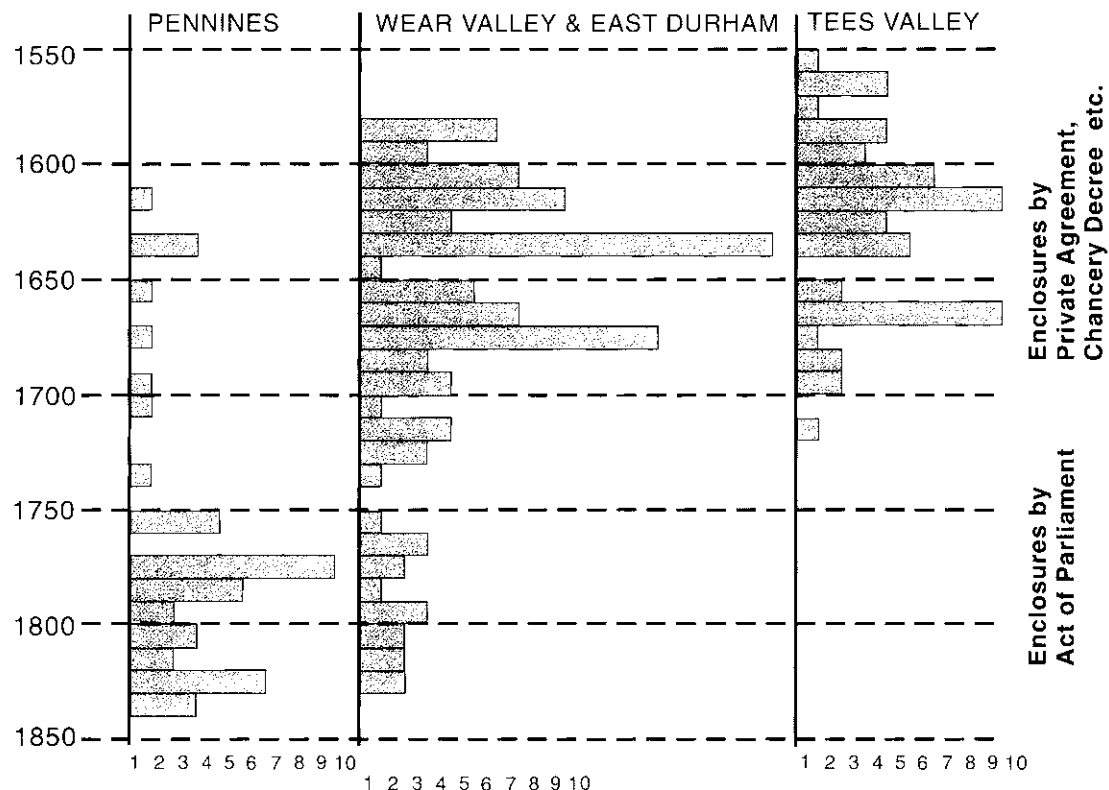 PENNINES
WEAR VALLEY & EAST DURHAM
TEES VALLEY
1550
1600
1650
1700
1750
1800
1850
Enclosures by
Private Agreement,
Chancery Decree etc.
Enclosures by
Act of Parliament
1 2 3 4 5 6 7 8 9 10
1 2 3 4 5 6 7 8 9 10
1 2 3 4 5 6 7 8 9 10